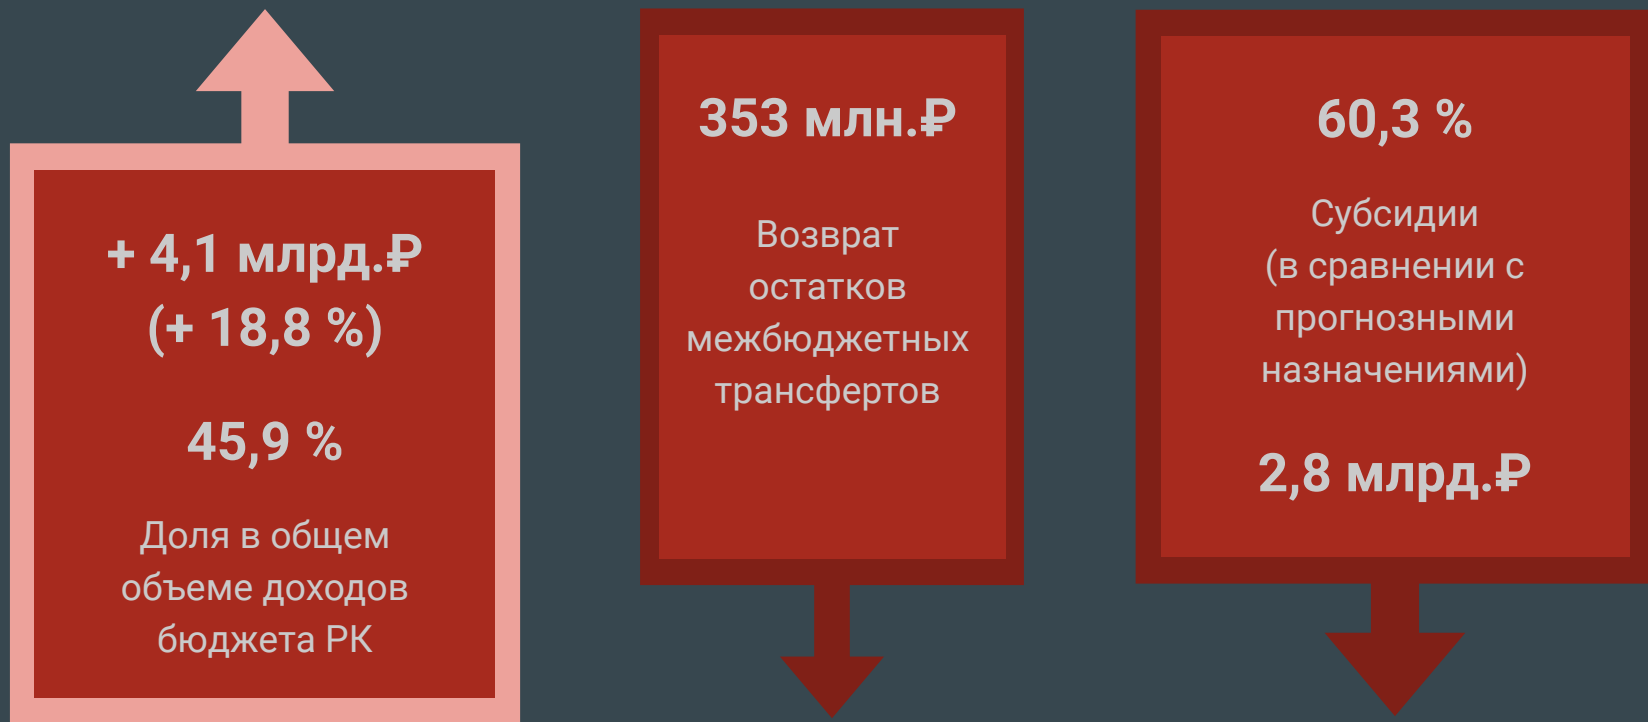 + 4,1 млрд.₽
(+ 18,8 %)
45,9 %
Доля в общем
объеме доходов
бюджета РК
353 млн.₽
Возврат
остатков
межбюджетных
трансфертов
60,3 %
Субсидии
(в сравнении с
прогнозными
назначениями)
2,8 млрд.₽